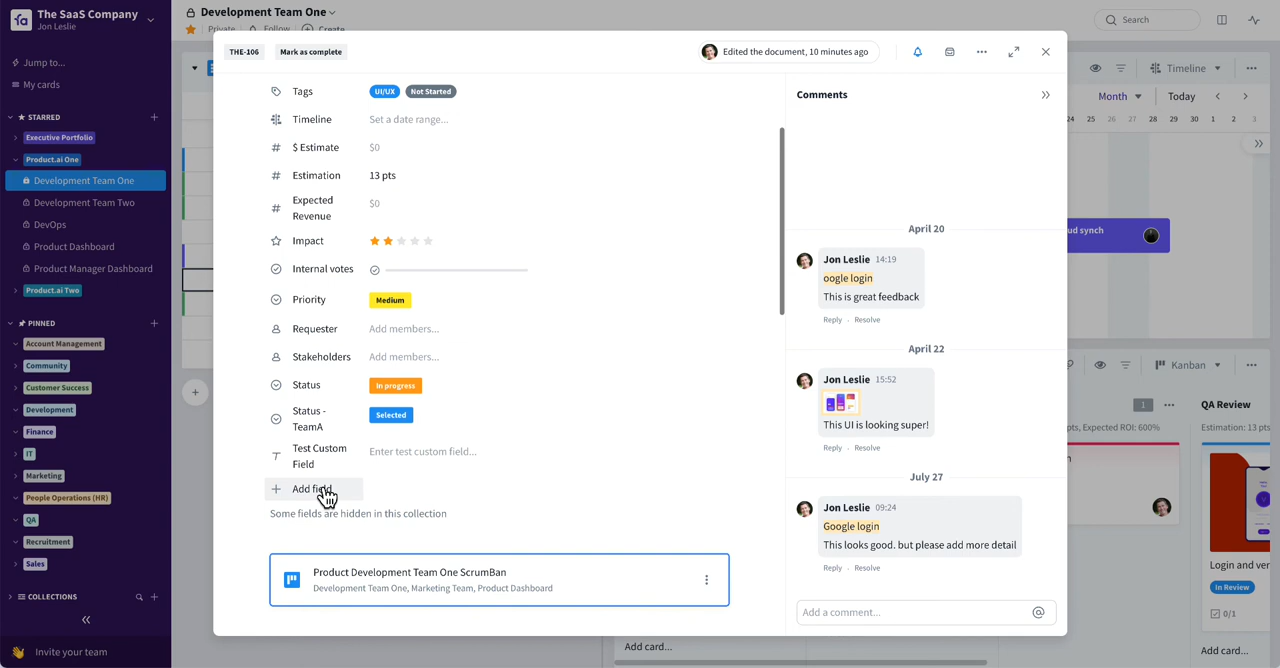 The SaaS Company
Jon Leslie
Jump to...
My cards
STARRED
Executive Portfolio
Product.ai One
Development Team One
Development Team Two
DevOps
Product Dashboard
Product Manager Dashboard
Product.ai Two
PINNED
Account Management
Community
Customer Success
Development
Finance
IT
Marketing
People Operations (HR)
QA
Recruitment
Sales
COLLECTIONS
Invite your team
Development Team One
Private
Follow
Create
Search
THE-106
Mark as complete
Edited the document, 10 minutes ago
Tags
UI/UX
Not Started
Timeline
Set a date range...
$ Estimate
$0
Estimation
13 pts
Expected
Revenue
$0
Impact
Internal votes
Priority
Medium
Requester
Add members...
Stakeholders
Add members...
Status
In progress
Status -
TeamA
Selected
Test Custom
Field
Enter test custom field...
Add field
Some fields are hidden in this collection
Product Development Team One ScrumBan
Development Team One, Marketing Team, Product Dashboard
Comments
April 20
Jon Leslie 14:19
oogle login
This is great feedback
Reply · Resolve
April 22
Jon Leslie 15:52
This UI is looking super!
Reply · Resolve
July 27
Jon Leslie 09:24
Google login
This looks good. but please add more detail
Reply · Resolve
Add a comment...
Timeline
Month
Today
24 25 26 27 28 29 30 1 2 3
ud synch
Kanban
1
QA Review
pts, Expected ROI: 600%
Estimation: 13 pts
Login and ver
In Review
0/1
Add card...
Add card...